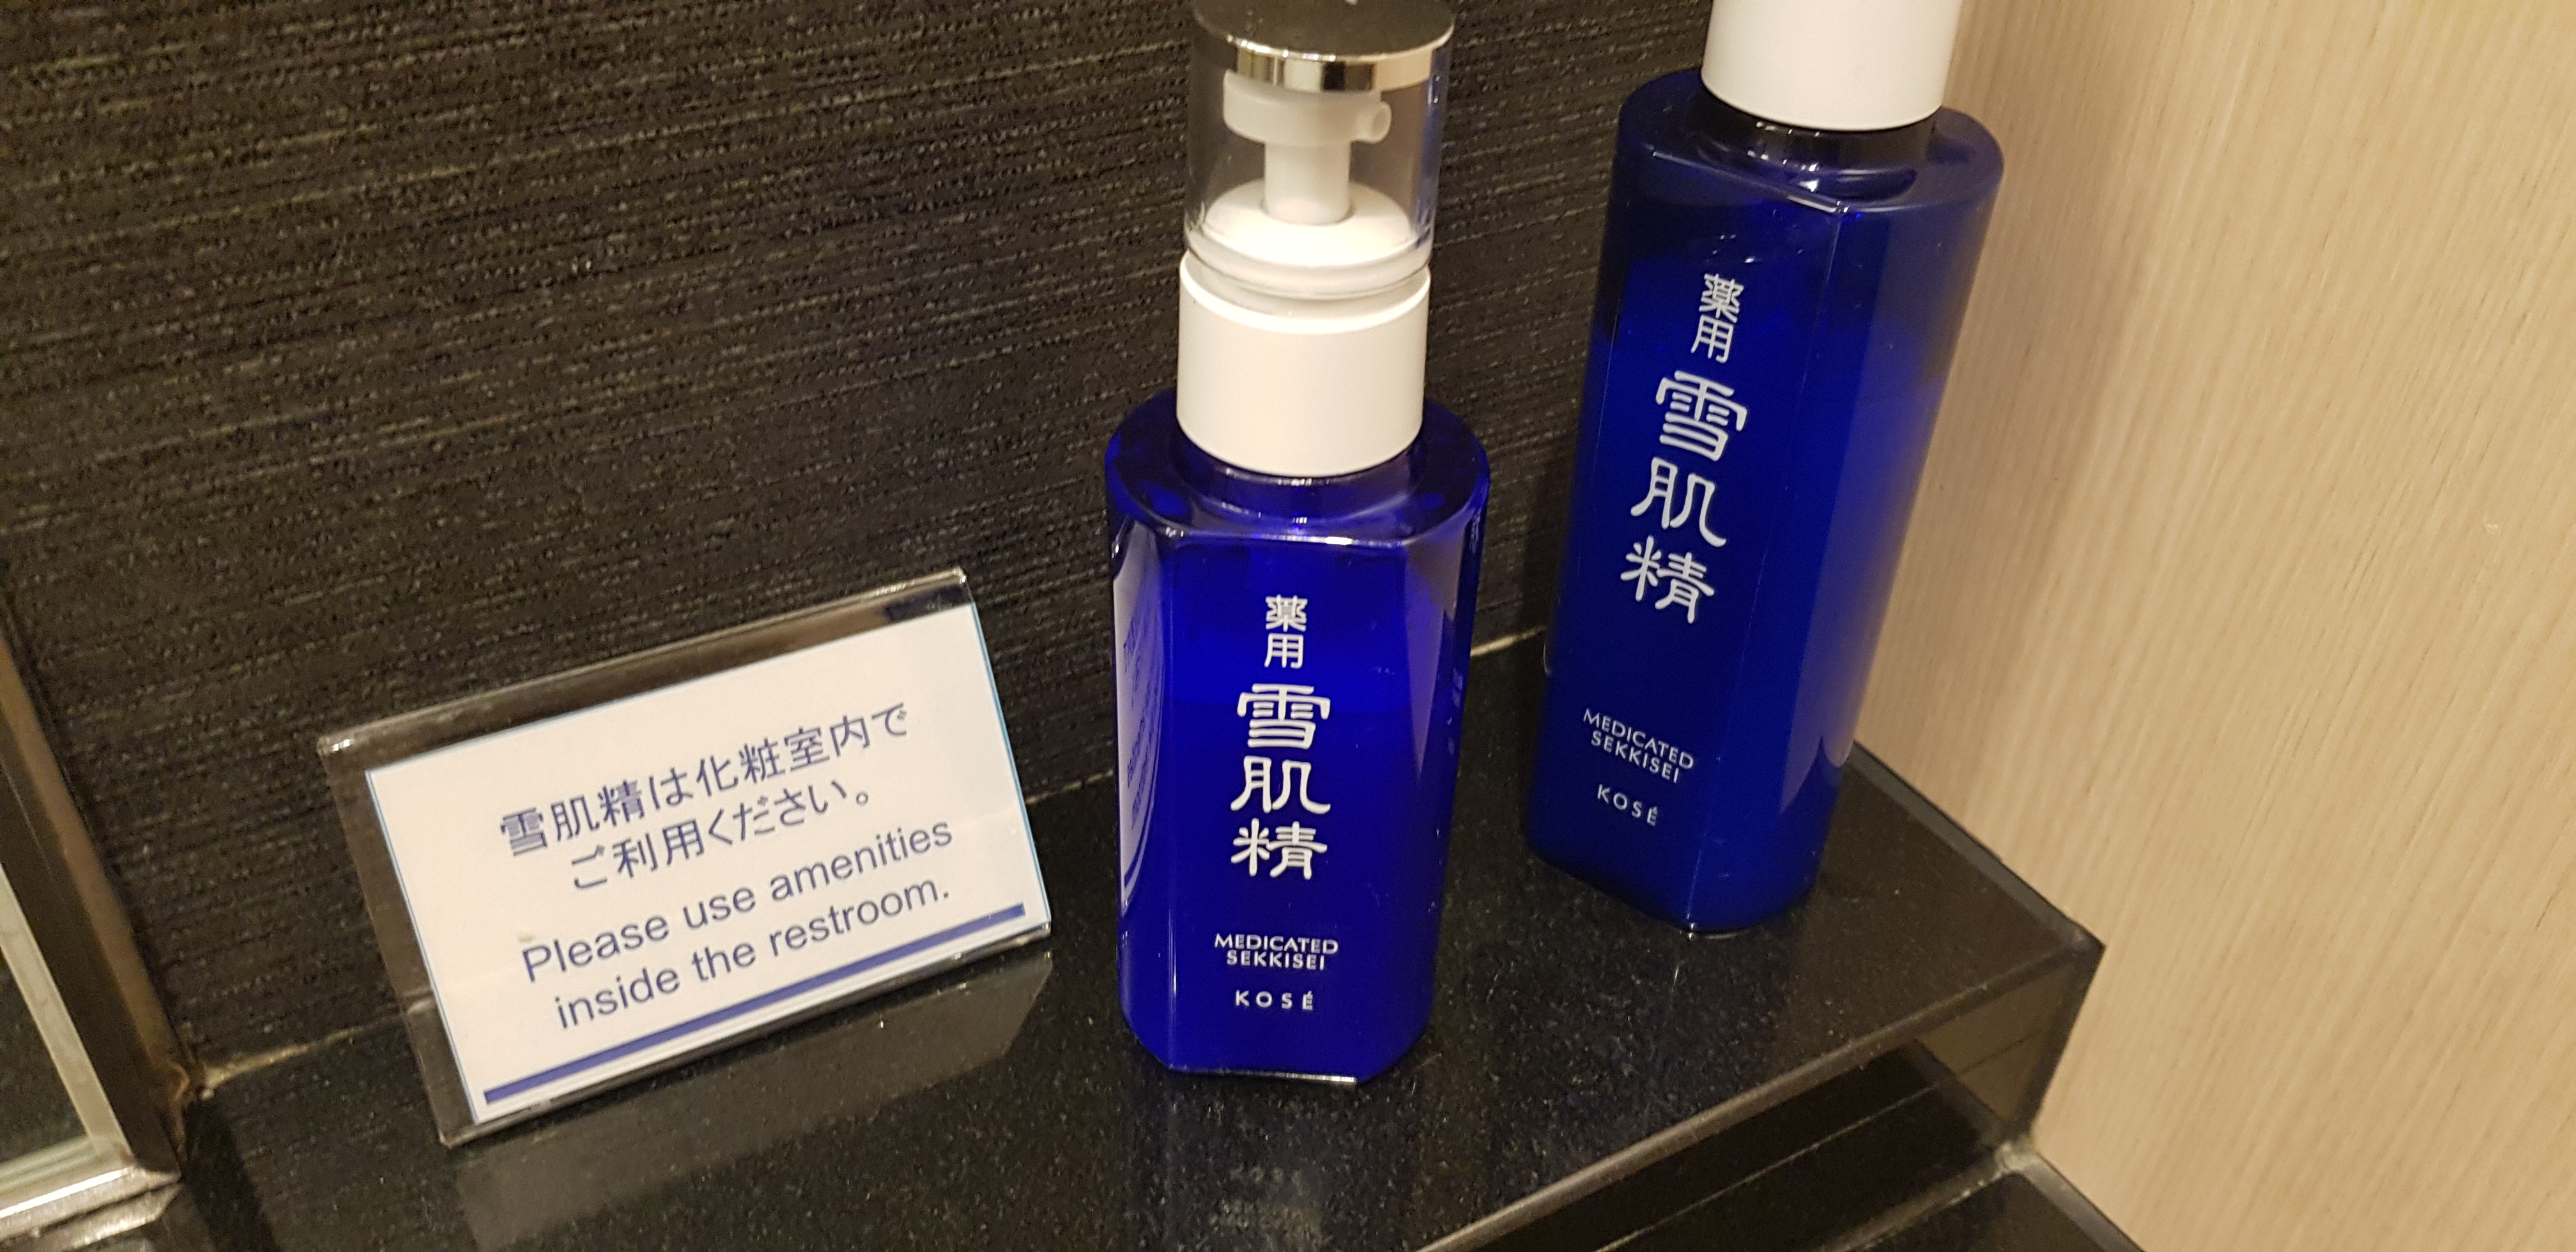 雪肌精は化粧室内で
ご利用ください。
Please use amenities
inside the restroom.
薬用
雪肌精
MEDICATED
SEKKISEI
KOSÉ
薬用
雪肌精
MEDICATED
SEKKISEI
KOSÉ